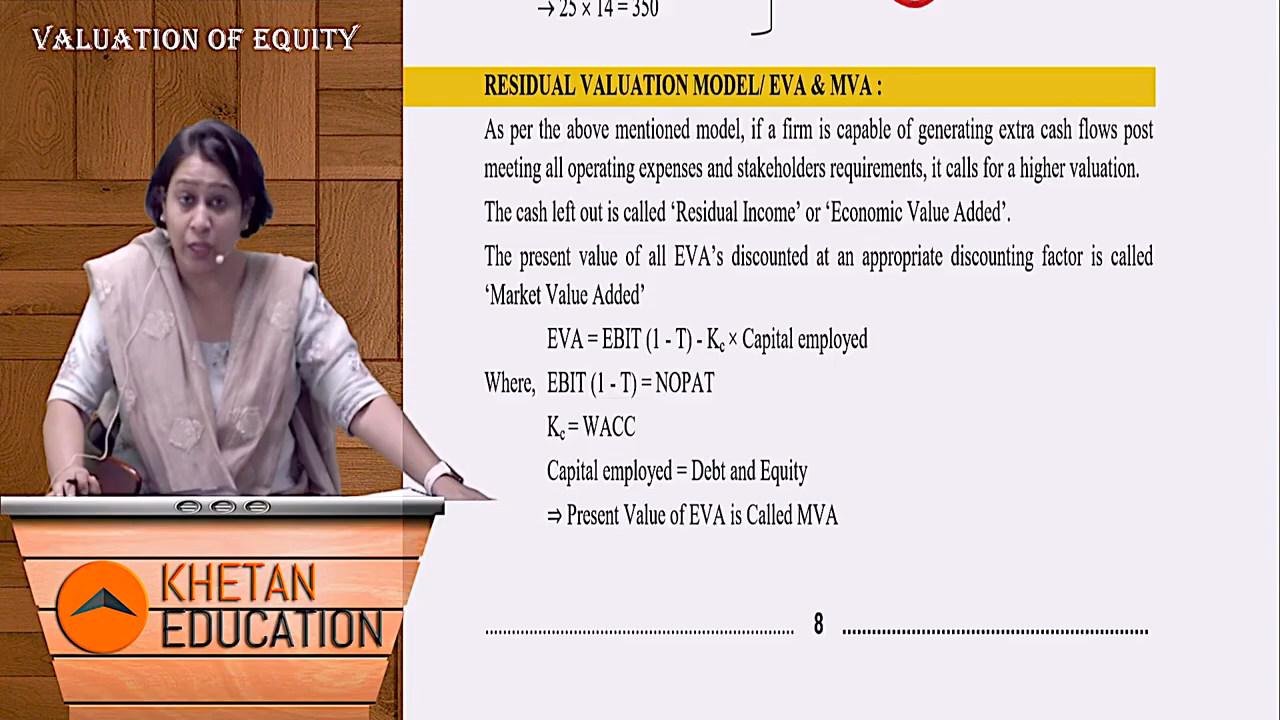 VALUATION OF EQUITY
→ 25 × 14 = 350
RESIDUAL VALUATION MODEL/ EVA & MVA :
As per the above mentioned model, if a firm is capable of generating extra cash flows post
meeting all operating expenses and stakeholders requirements, it calls for a higher valuation.
The cash left out is called ‘Residual Income’ or ‘Economic Value Added’.
The present value of all EVA’s discounted at an appropriate discounting factor is called
‘Market Value Added’
EVA = EBIT (1 - T) - Kc × Capital employed
Where, EBIT (1 - T) = NOPAT
Kc = WACC
Capital employed = Debt and Equity
⇒ Present Value of EVA is Called MVA
8
KHETAN
EDUCATION